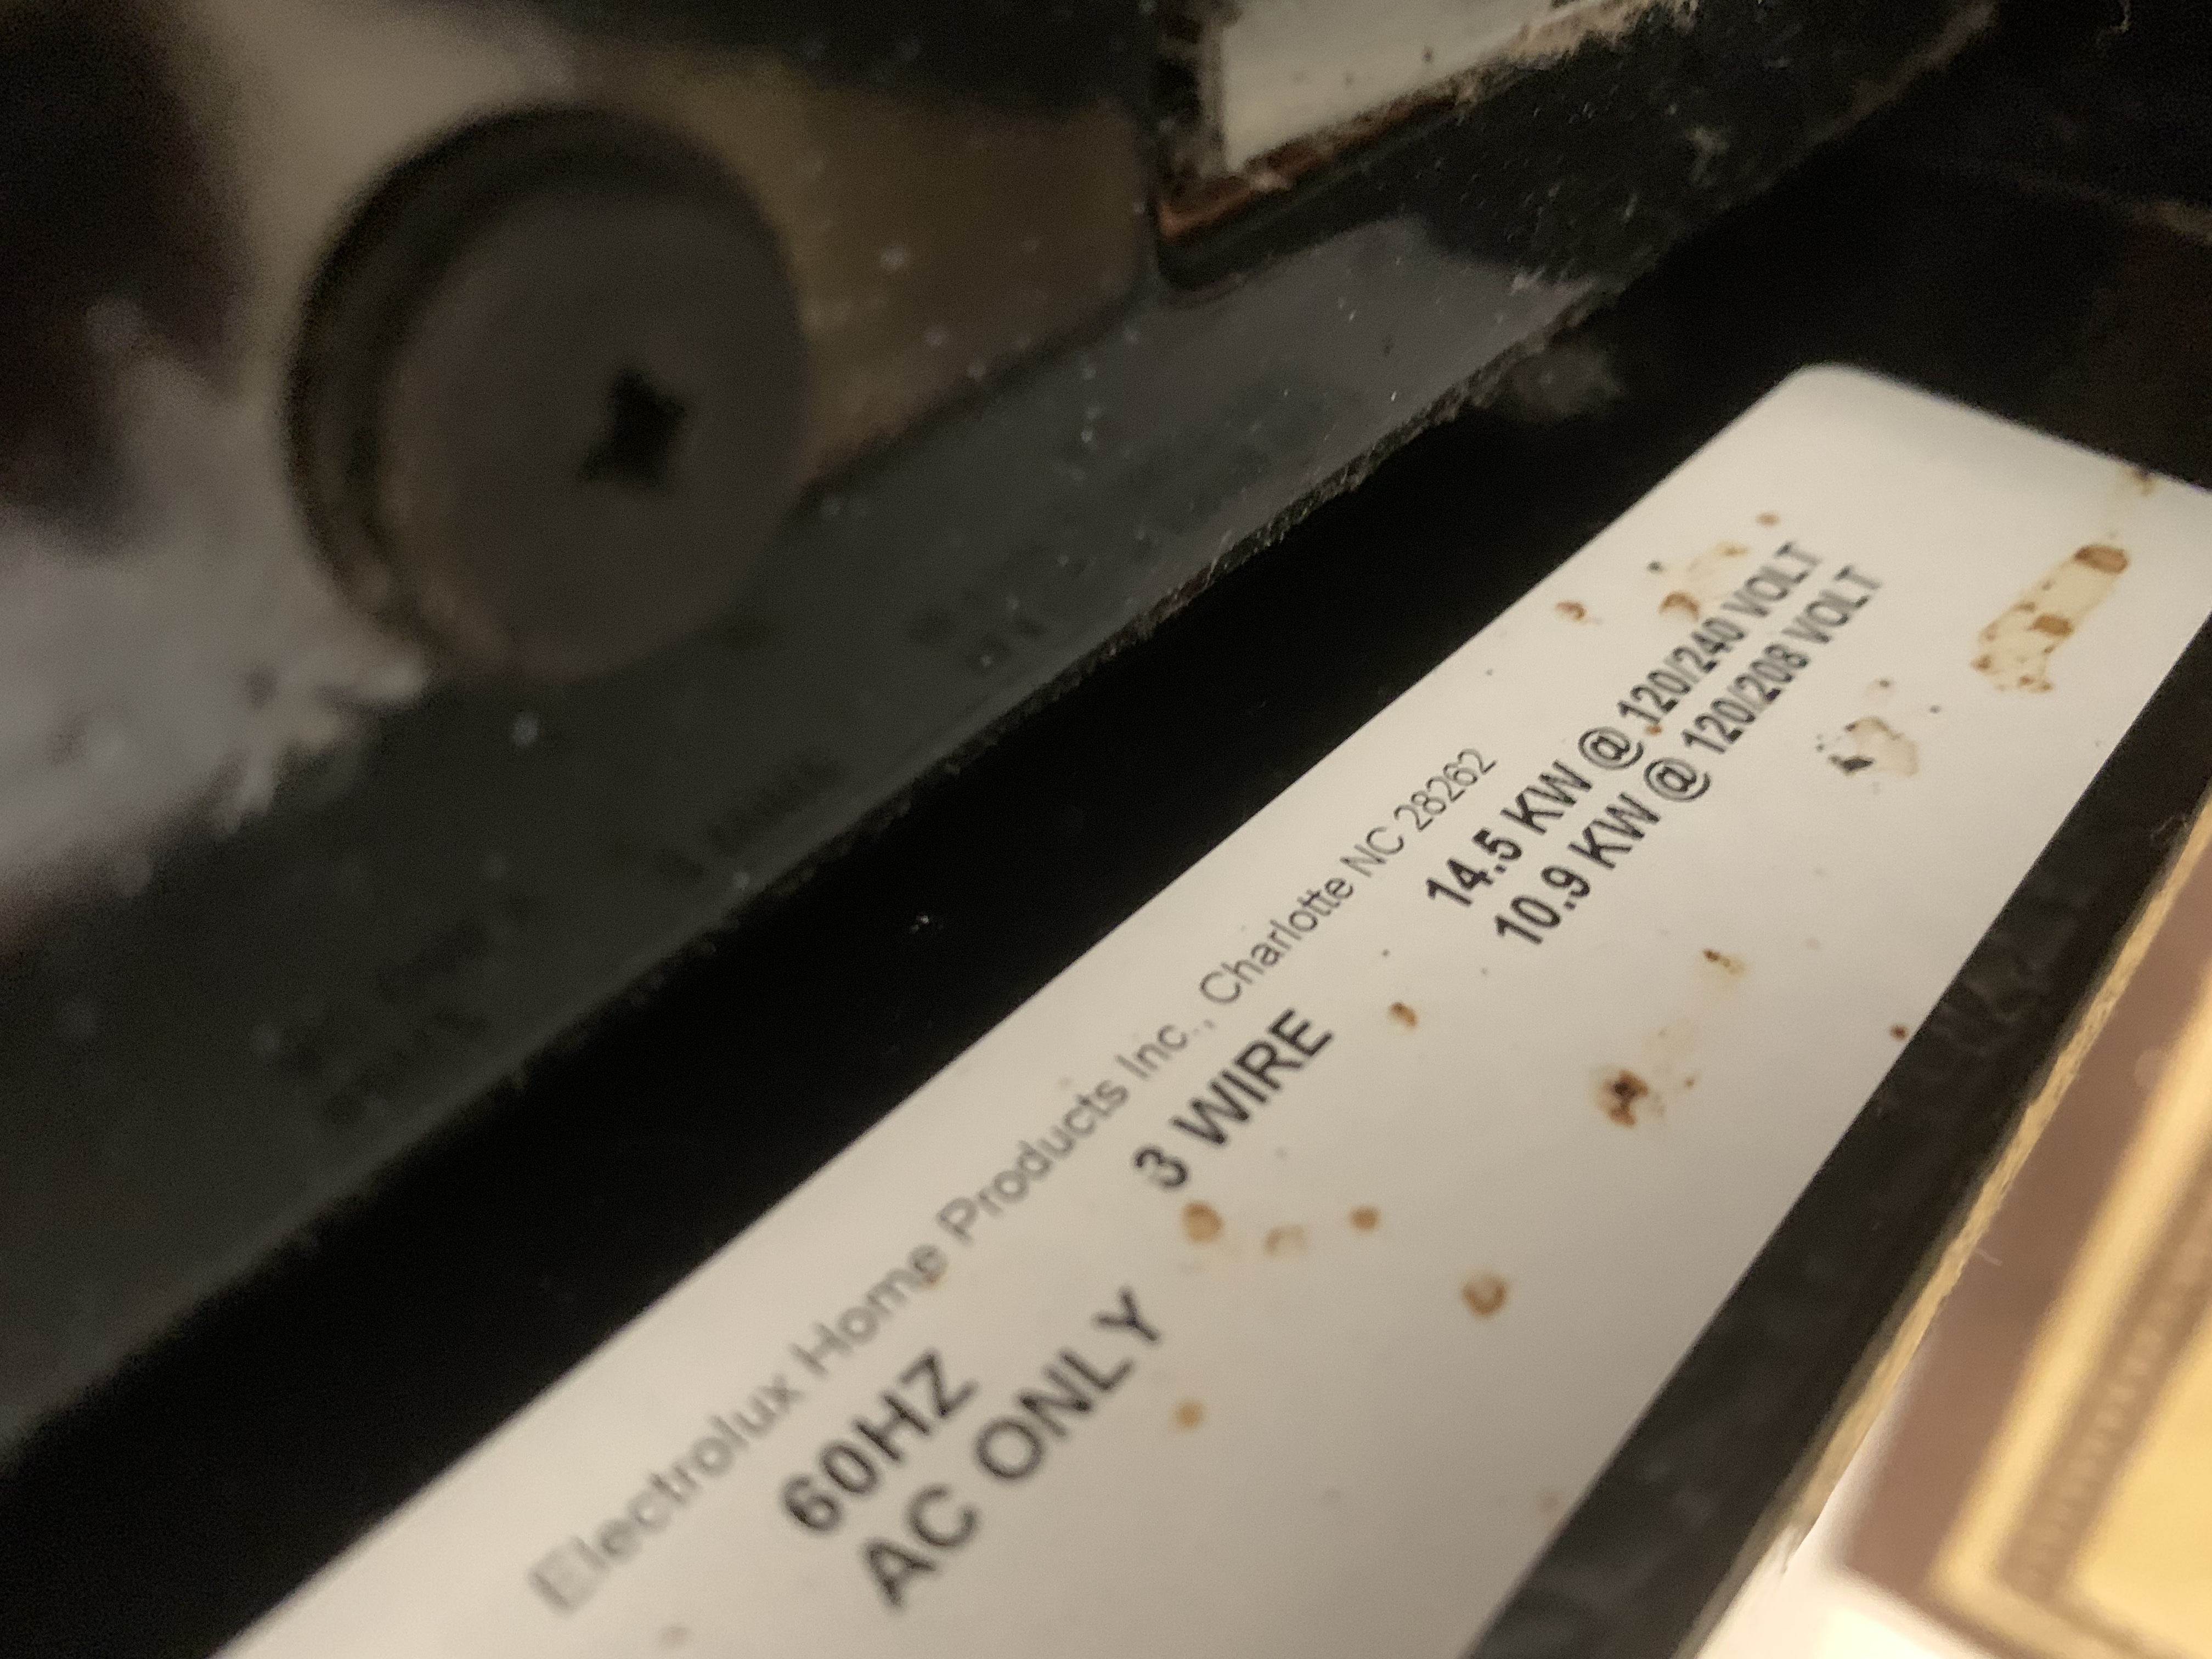 Electrolux Home Products Inc., Charlotte NC 28262
60HZ 3 WIRE 14.5 KW @ 120/240 VOLT
AC ONLY 10.9 KW @ 120/208 VOLT